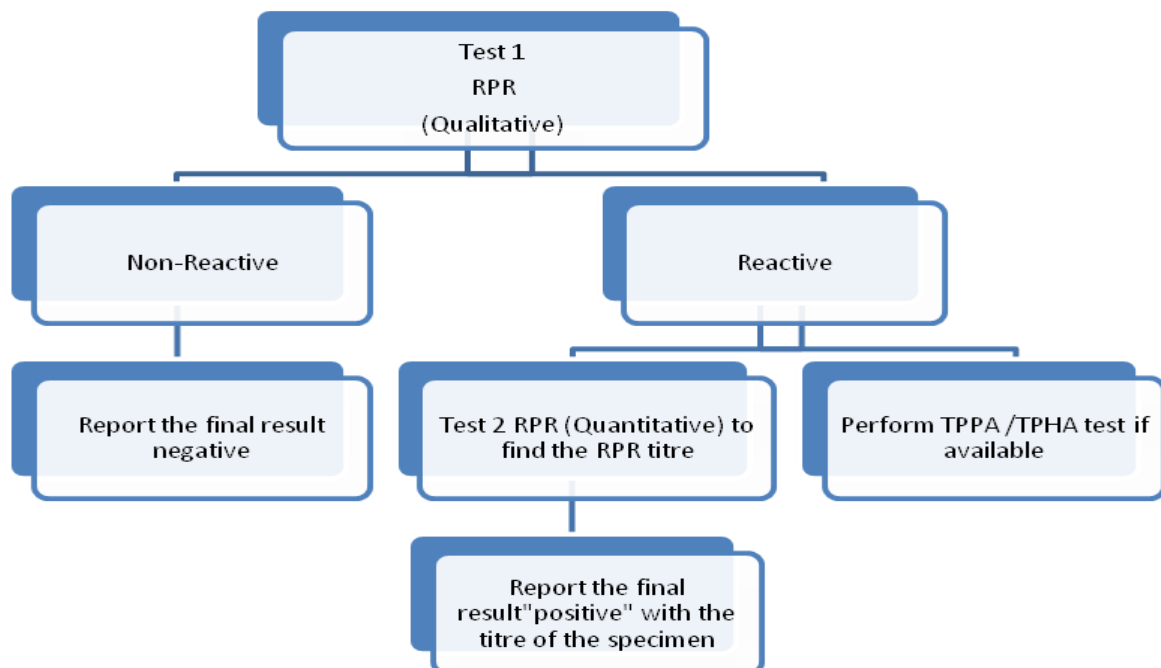 Test 1
RPR
(Qualitative)
Non-Reactive
Reactive
Report the final result
negative
Test 2 RPR (Quantitative) to
find the RPR titre
Perform TPPA /TPHA test if
available
Report the final
result"positive" with the
titre of the specimen